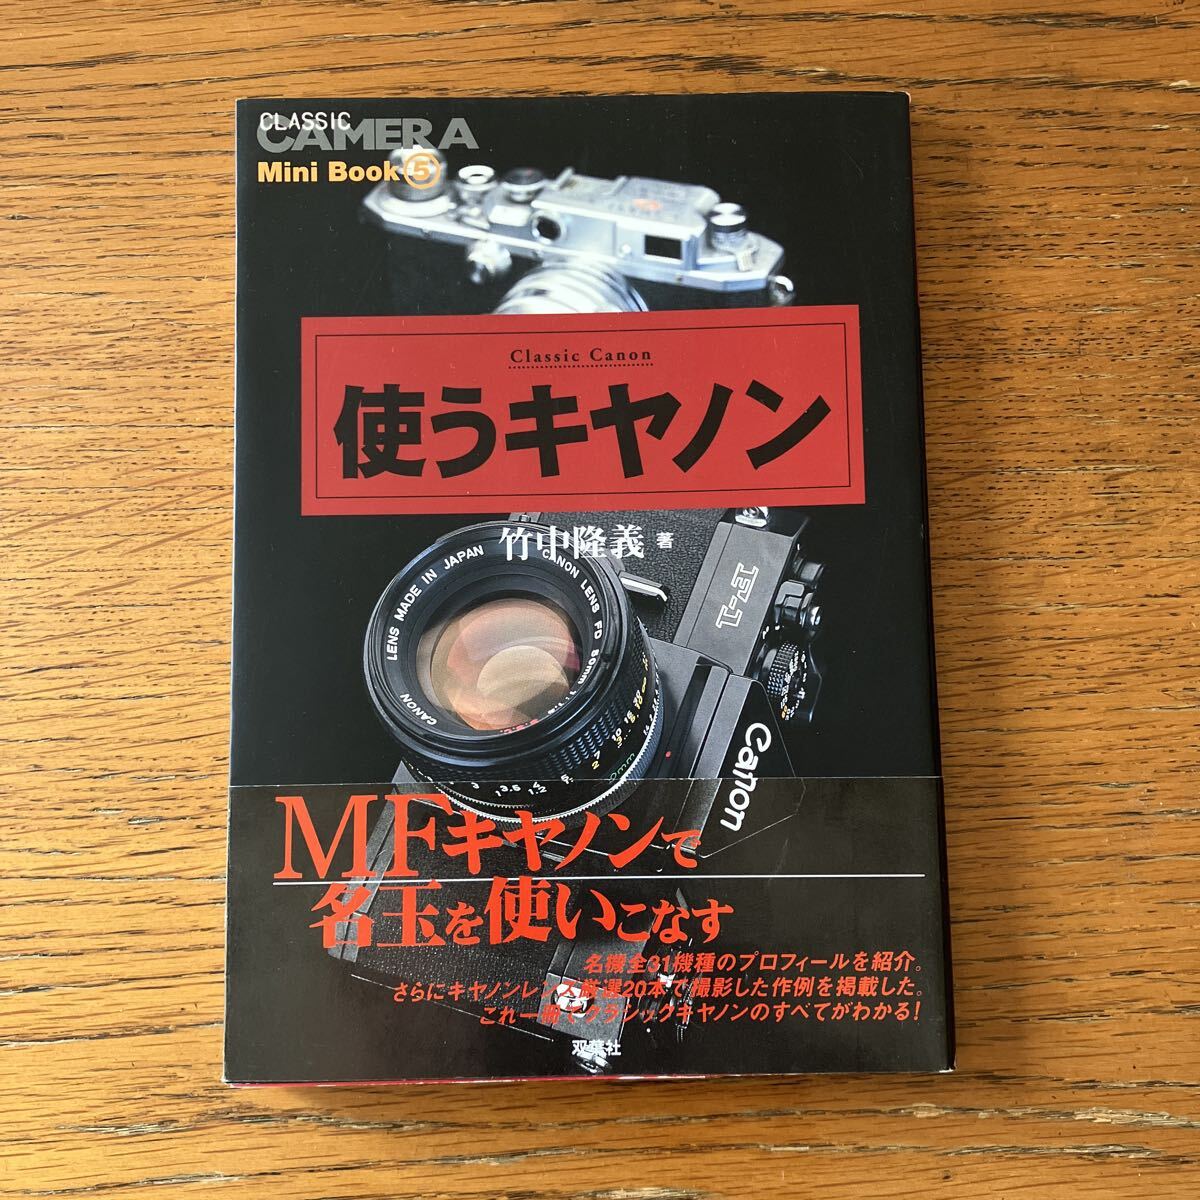 CLASSIC
CAMERA
Mini Book 5
Classic Canon
使うキヤノン
竹中隆義 著
LENS MADE IN JAPAN
CANON LENS FD 50mm 1:1.4 S.S.C.
CANON
F-1
Canon
MFキヤノンで
名玉を使いこなす
名機全31機種のプロフィールを紹介。
さらにキヤノンレンズ厳選20本で撮影した作例を掲載した。
これ一冊でクラシックキヤノンのすべてがわかる!
双葉社